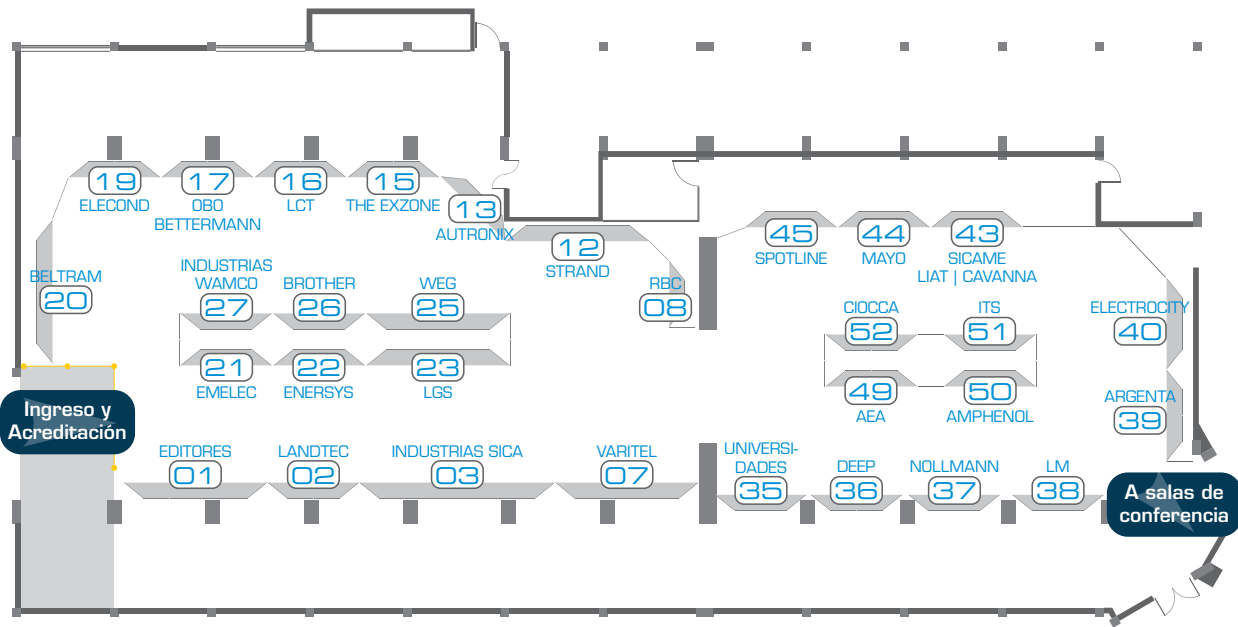 19
ELECOND
17
OBO
BETTERMANN
16
LCT
15
THE EXZONE
13
AUTRONIX
12
STRAND
RBC
08
BELTRAM
20
INDUSTRIAS
WAMCO
27
BROTHER
26
WEG
25
21
EMELEC
22
ENERSYS
23
LGS
Ingreso y
Acreditación
EDITORES
01
LANDTEC
02
INDUSTRIAS SICA
03
VARITEL
07
45
SPOTLINE
44
MAYO
43
SICAME
LIAT | CAVANNA
CIOCCA
52
ITS
51
49
AEA
50
AMPHENOL
ELECTROCITY
40
ARGENTA
39
UNIVERSI-
DADES
35
DEEP
36
NOLLMANN
37
LM
38
A salas de
conferencia